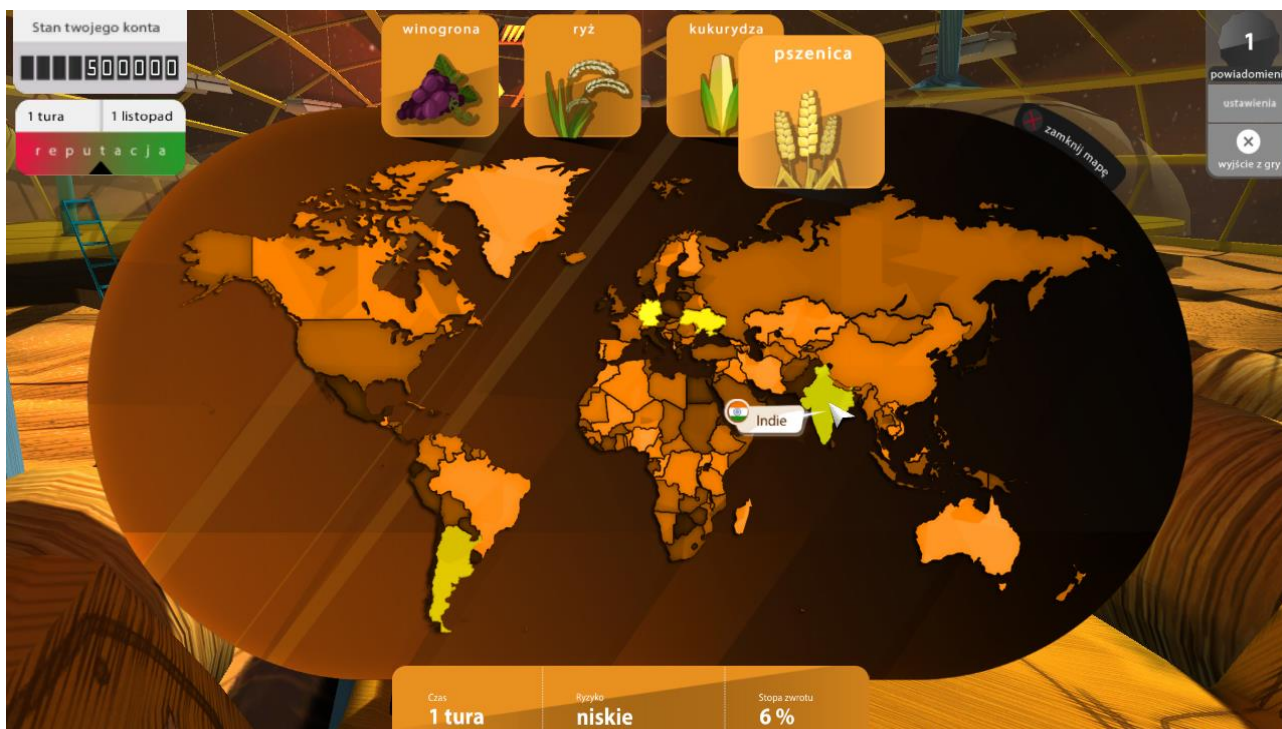 Stan twojego konta
500000
1 tura
1 listopad
reputacja
winogrona
ryż
kukurydza
pszenica
zamknij mapę
1
powiadomieni
ustawienia
wyjście z gry
Indie
Czas
1 tura
Ryzyko
niskie
Stopa zwrotu
6 %